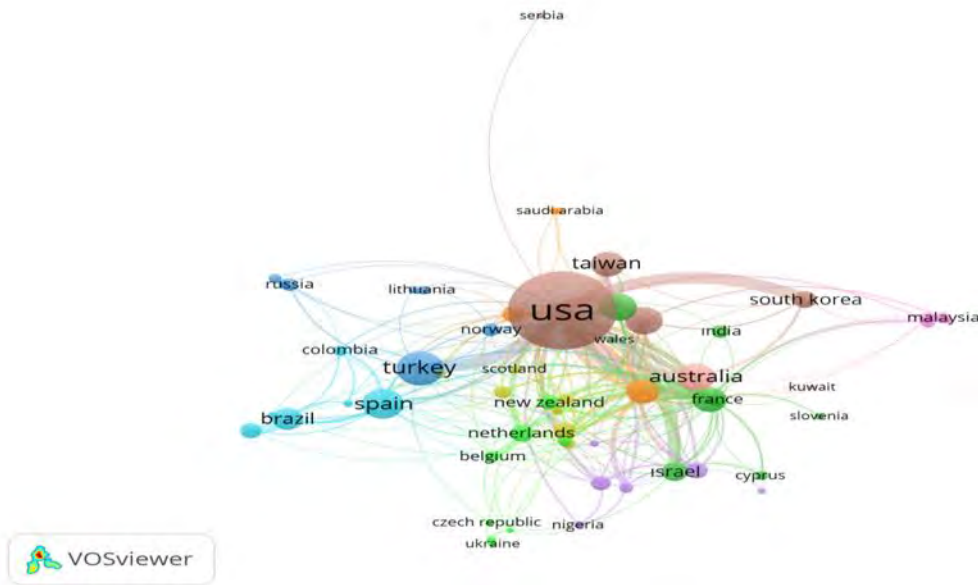 serbia
saudi arabia
taiwan
russia
lithuania
usa
south korea
malaysia
norway
wales
india
colombia
turkey
scotland
australia
kuwait
brazil
spain
new zealand
france
slovenia
netherlands
belgium
israel
cyprus
czech republic
nigeria
ukraine
VOSviewer